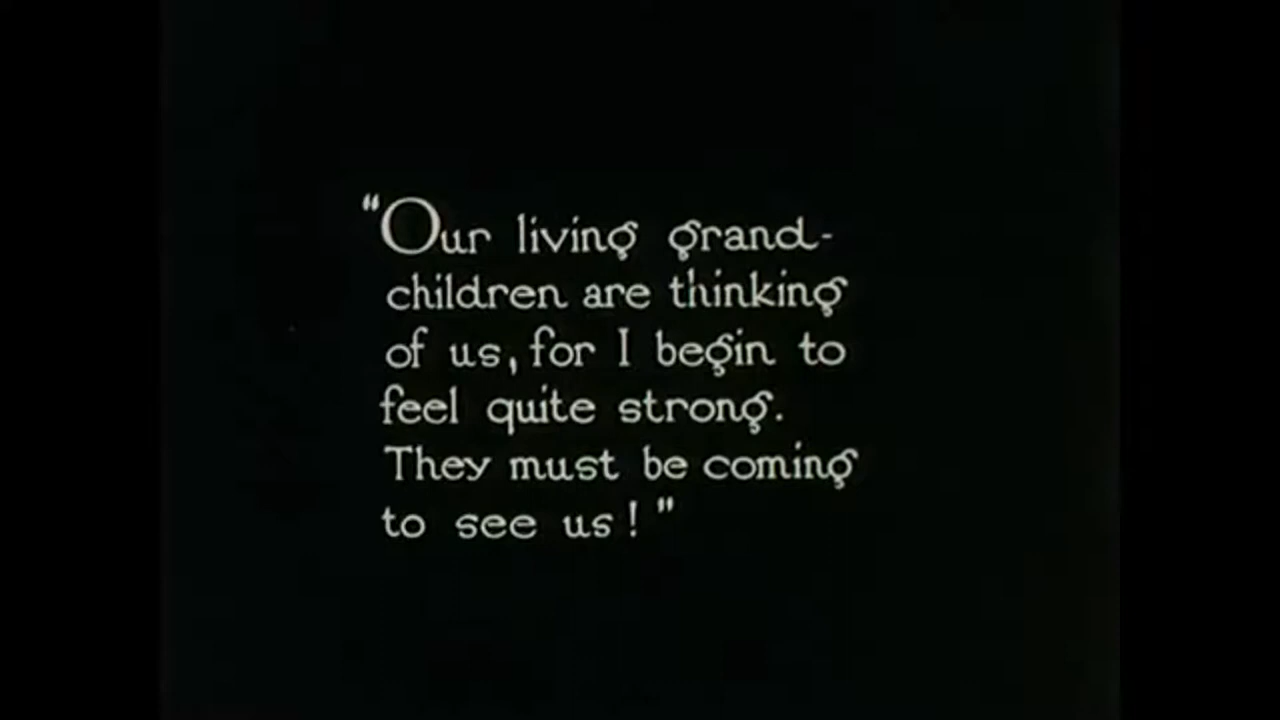 "Our living grand-
children are thinking
of us, for I begin to
feel quite strong.
They must be coming
to see us! "